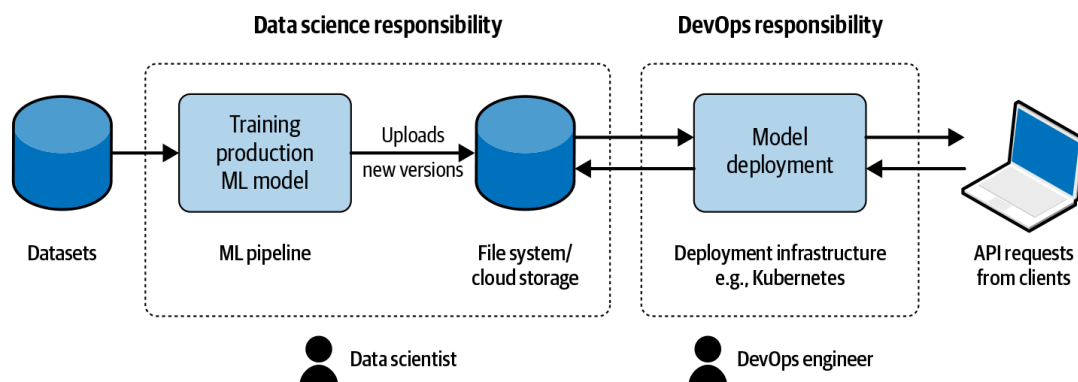 Data science responsibility
DevOps responsibility
Training
production
ML model
Uploads
new versions
Model
deployment
Datasets
ML pipeline
File system/
cloud storage
Deployment infrastructure
e.g., Kubernetes
API requests
from clients
Data scientist
DevOps engineer